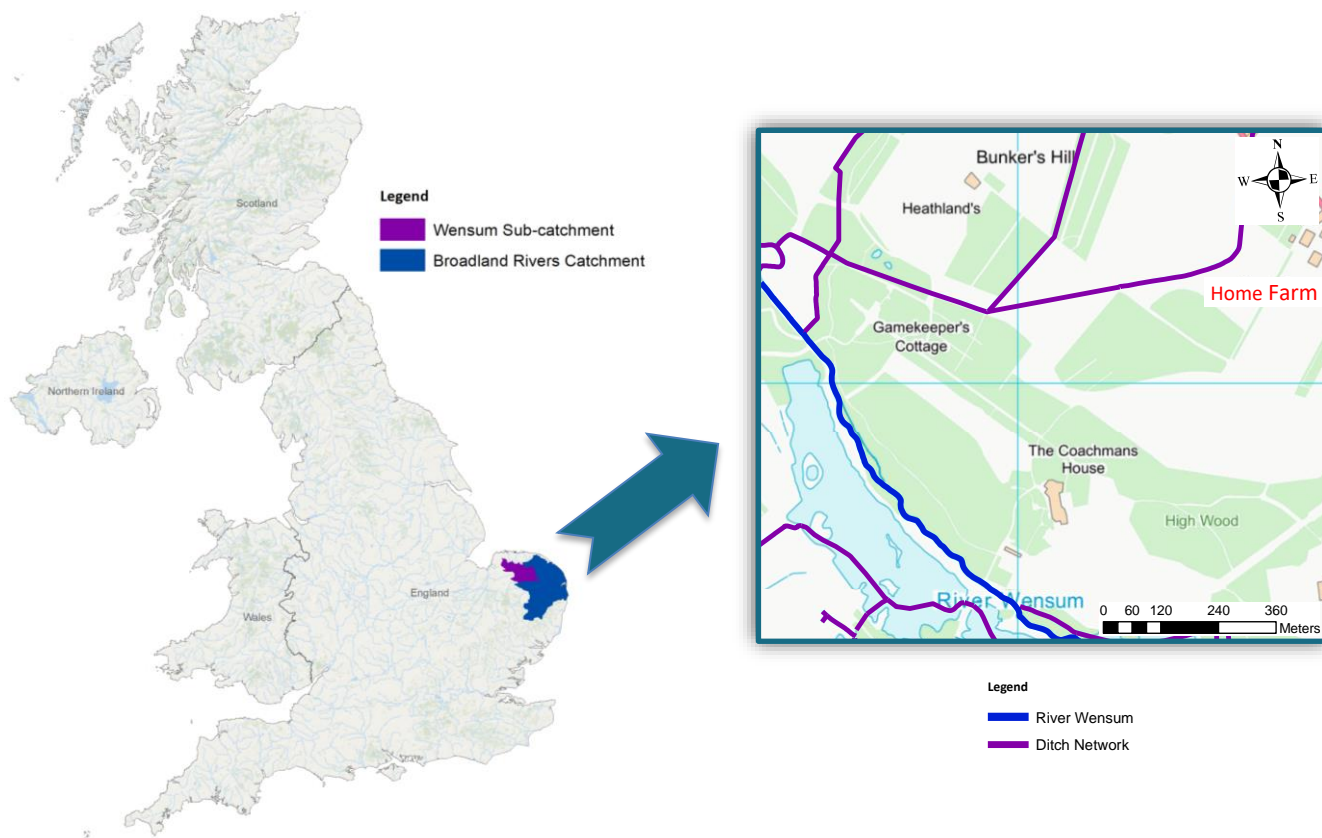 Scotland
Northern Ireland
England
Wales
Legend
Wensum Sub-catchment
Broadland Rivers Catchment
Bunker's Hill
Heathland's
N
W
E
S
Home Farm
Gamekeeper's
Cottage
The Coachmans
House
High Wood
River Wensum
0 60 120 240 360
Meters
Legend
River Wensum
Ditch Network